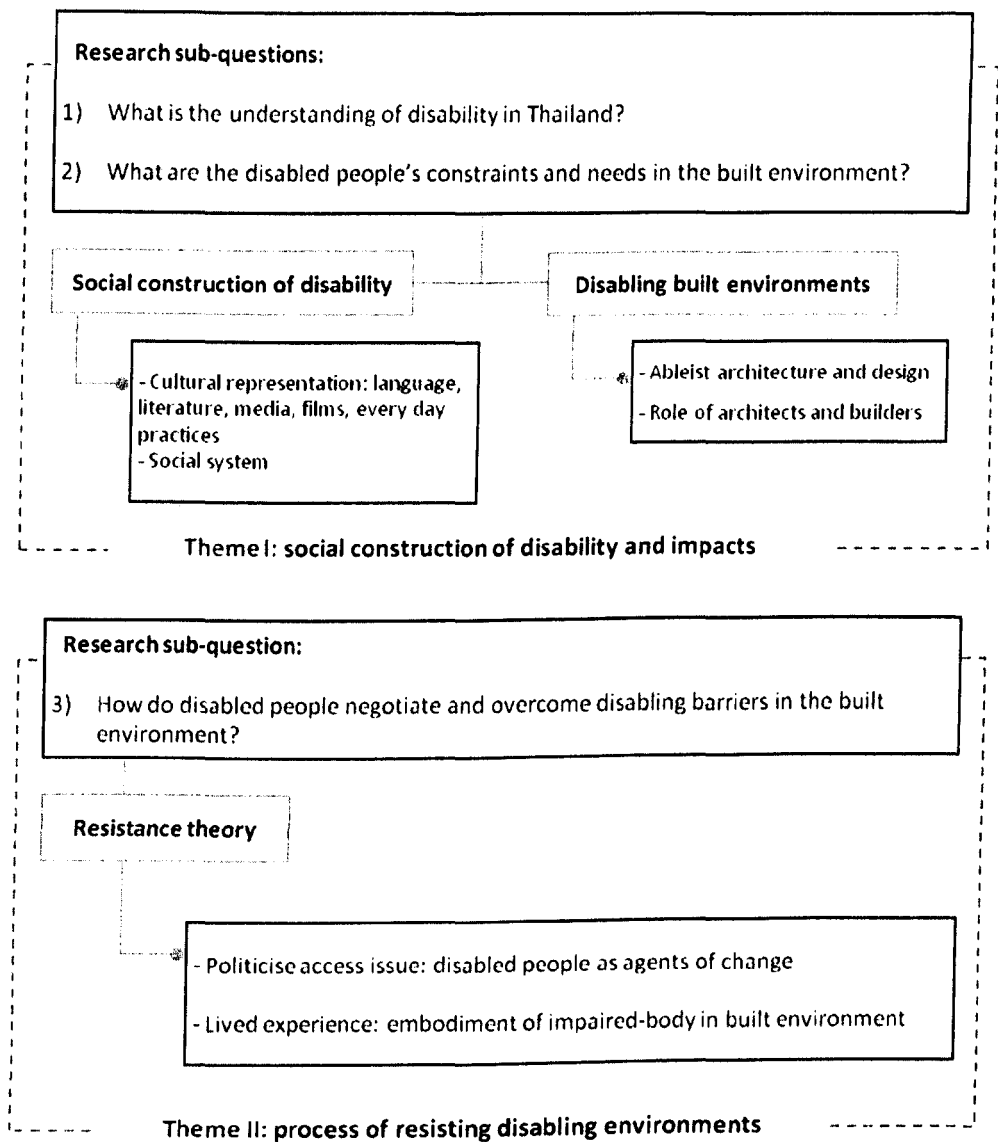 Research sub-questions:
1) What is the understanding of disability in Thailand?
2) What are the disabled people's constraints and needs in the built environment?
Social construction of disability
Disabling built environments
- Cultural representation: language,
literature, media, films, every day
practices
- Social system
- Ableist architecture and design
- Role of architects and builders
Theme I: social construction of disability and impacts
Research sub-question:
3) How do disabled people negotiate and overcome disabling barriers in the built
environment?
Resistance theory
- Politicise access issue: disabled people as agents of change
- Lived experience: embodiment of impaired-body in built environment
Theme II: process of resisting disabling environments